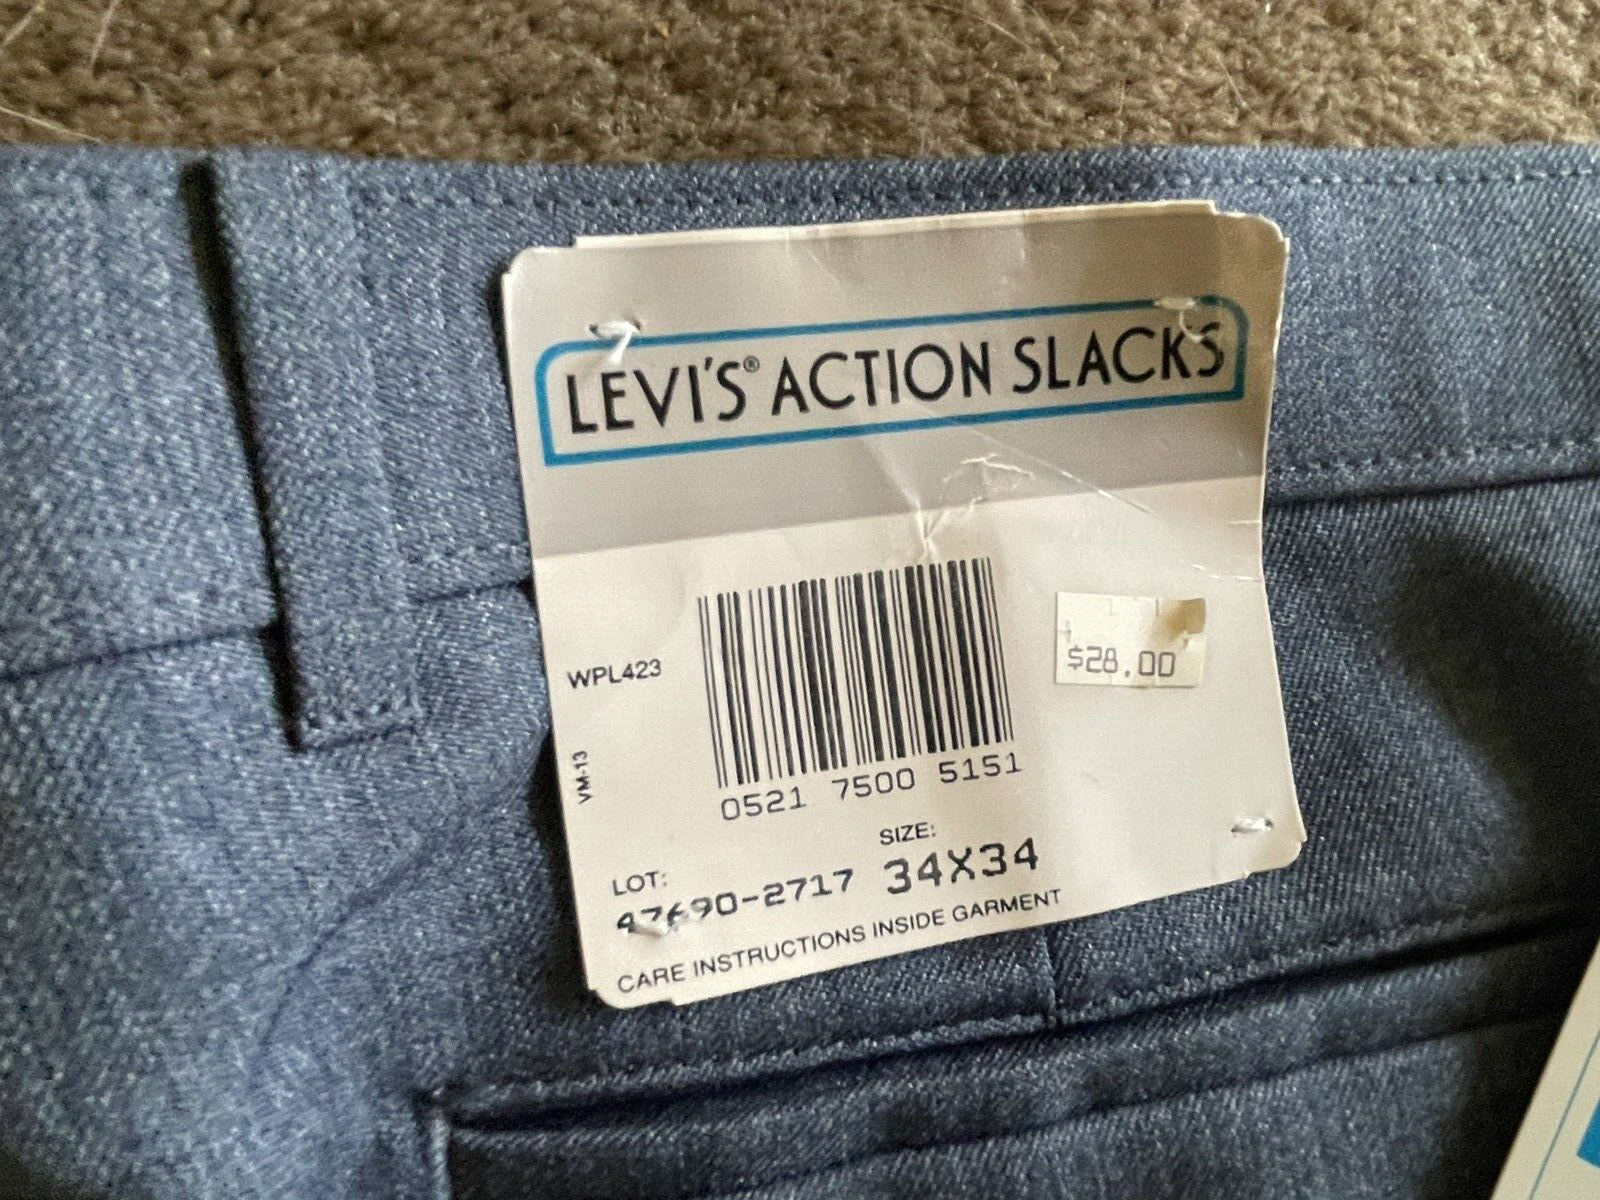 LEVI'S® ACTION SLACKS
WPL423
$28.00
VM-13
0521 7500 5151
SIZE:
34X34
LOT:
47690-2717
CARE INSTRUCTIONS INSIDE GARMENT